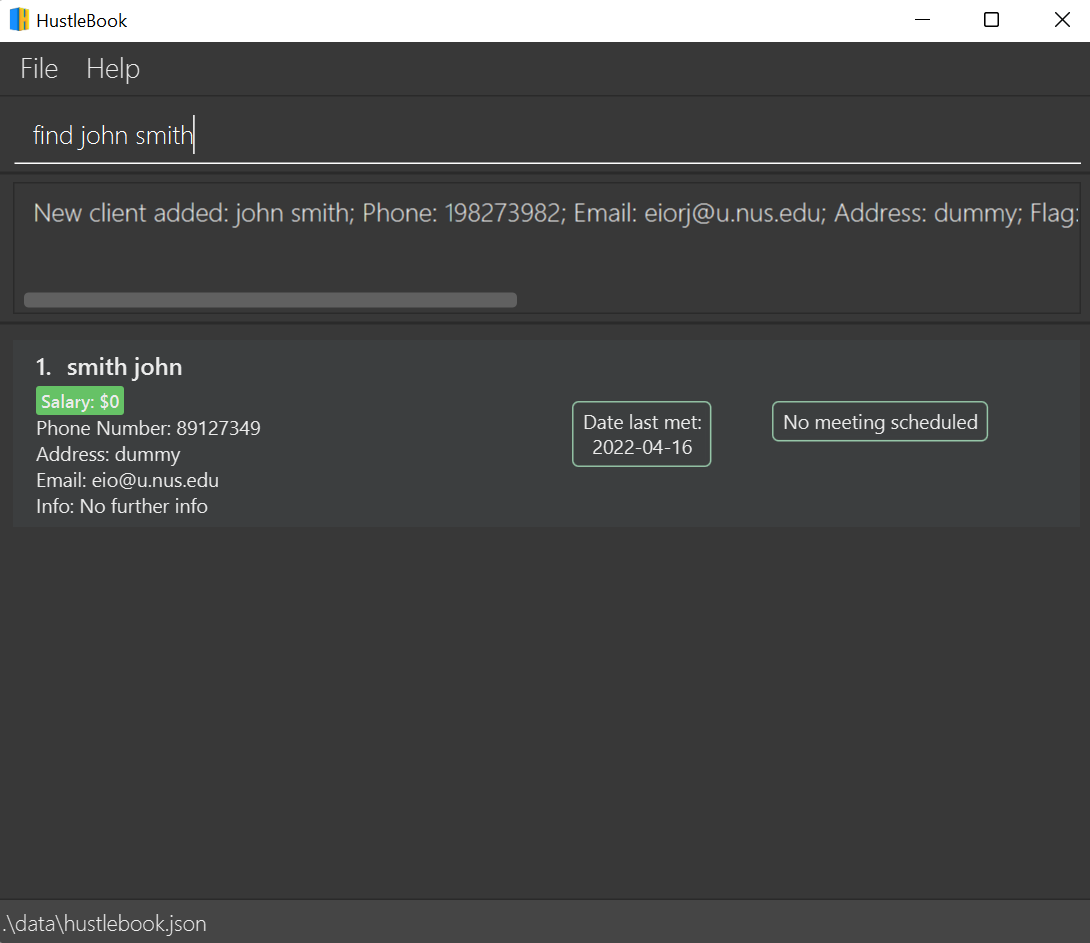 HustleBook
File Help
find john smith
New client added: john smith; Phone: 198273982; Email: eiorj@u.nus.edu; Address: dummy; Flag:
1. smith john
Salary: $0
Phone Number: 89127349
Address: dummy
Email: eio@u.nus.edu
Info: No further info
Date last met:
2022-04-16
No meeting scheduled
.\data\hustlebook.json